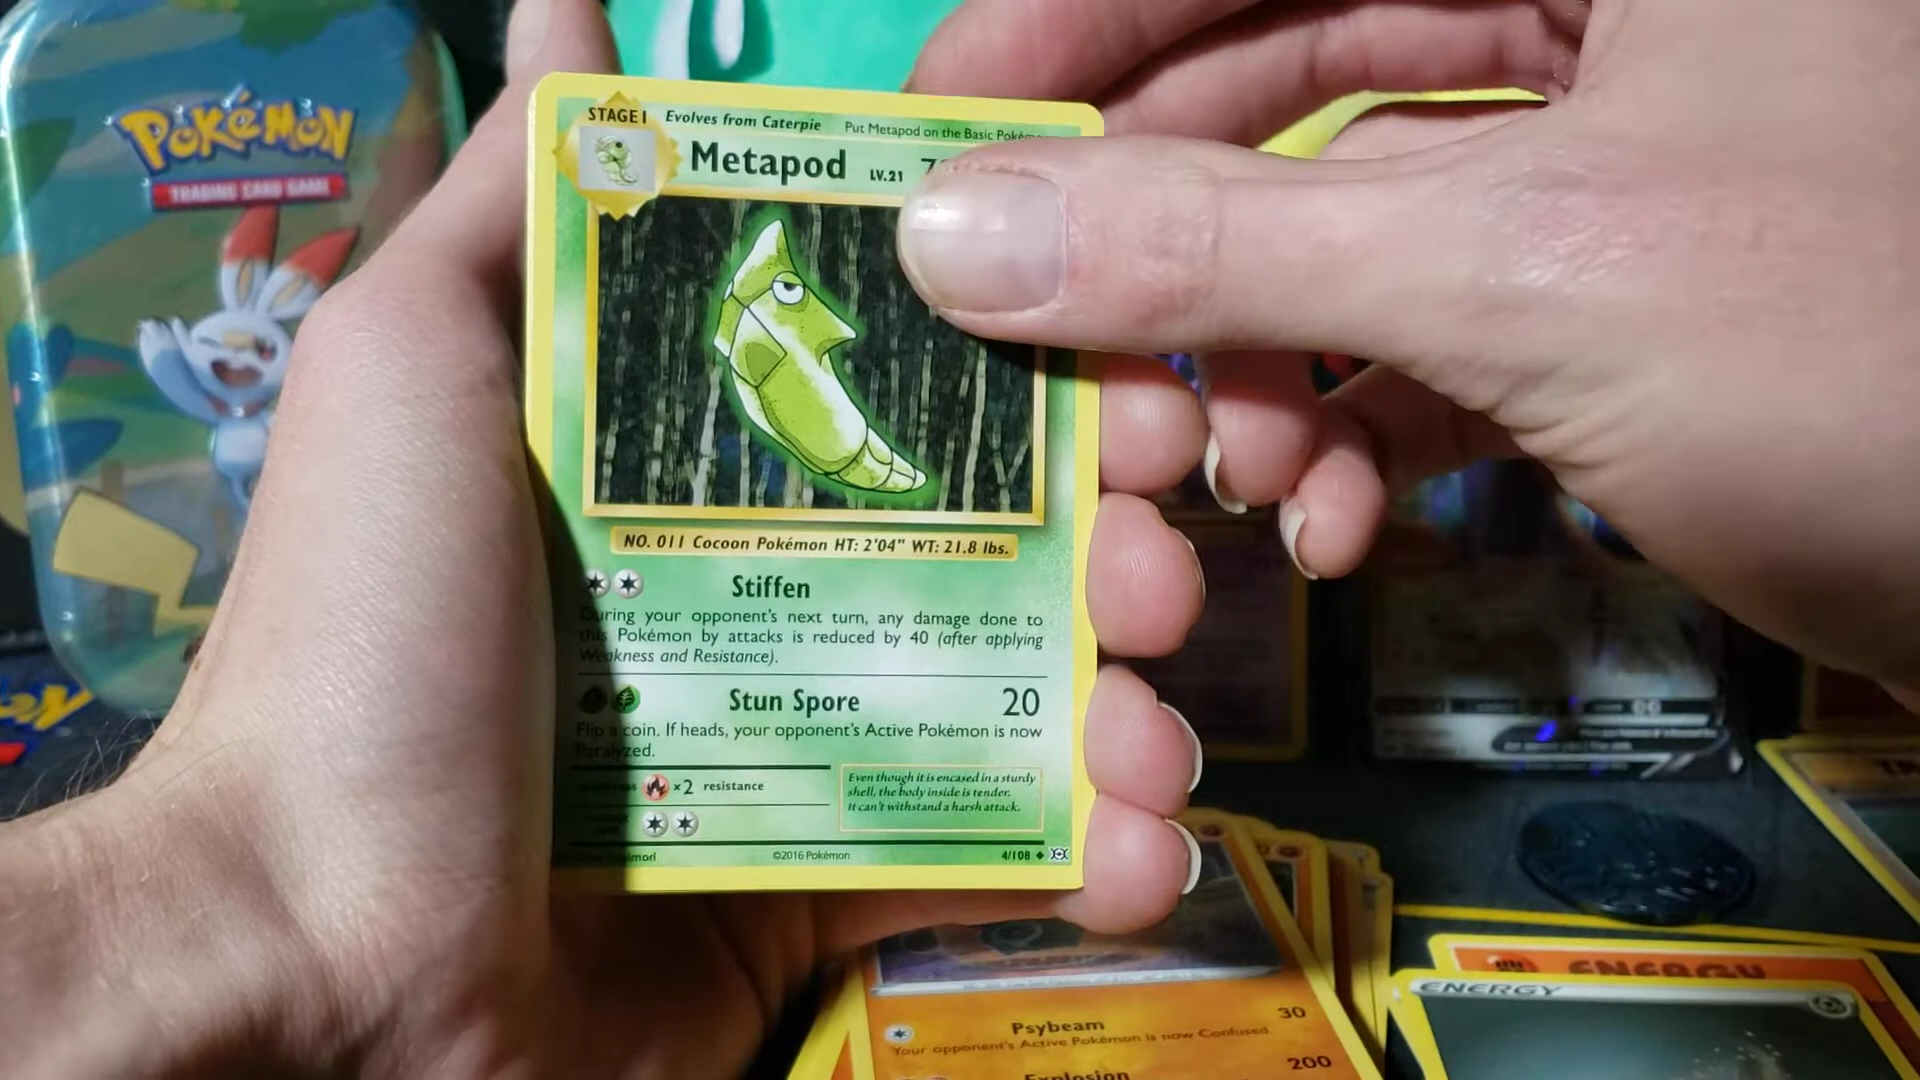 POKÉMON
TRADING CARD GAME
STAGE 1 Evolves from Caterpie Put Metapod on the Basic
Metapod LV.21
NO. 011 Cocoon Pokémon HT: 2'04" WT: 21.8 lbs.
Stiffen
During your opponent's next turn, any damage done to
this Pokémon by attacks is reduced by 40 (after applying
Weakness and Resistance).
Stun Spore 20
Flip a coin. If heads, your opponent's Active Pokémon is now
Paralyzed.
×2 resistance
Even though it is encased in a sturdy
shell, the body inside is tender.
It can't withstand a harsh attack.
©2016 Pokémon 4/108
ENERGY
ENERGY
Psybeam 30
Your opponent's Active Pokémon is now Confused.
Explosion 200